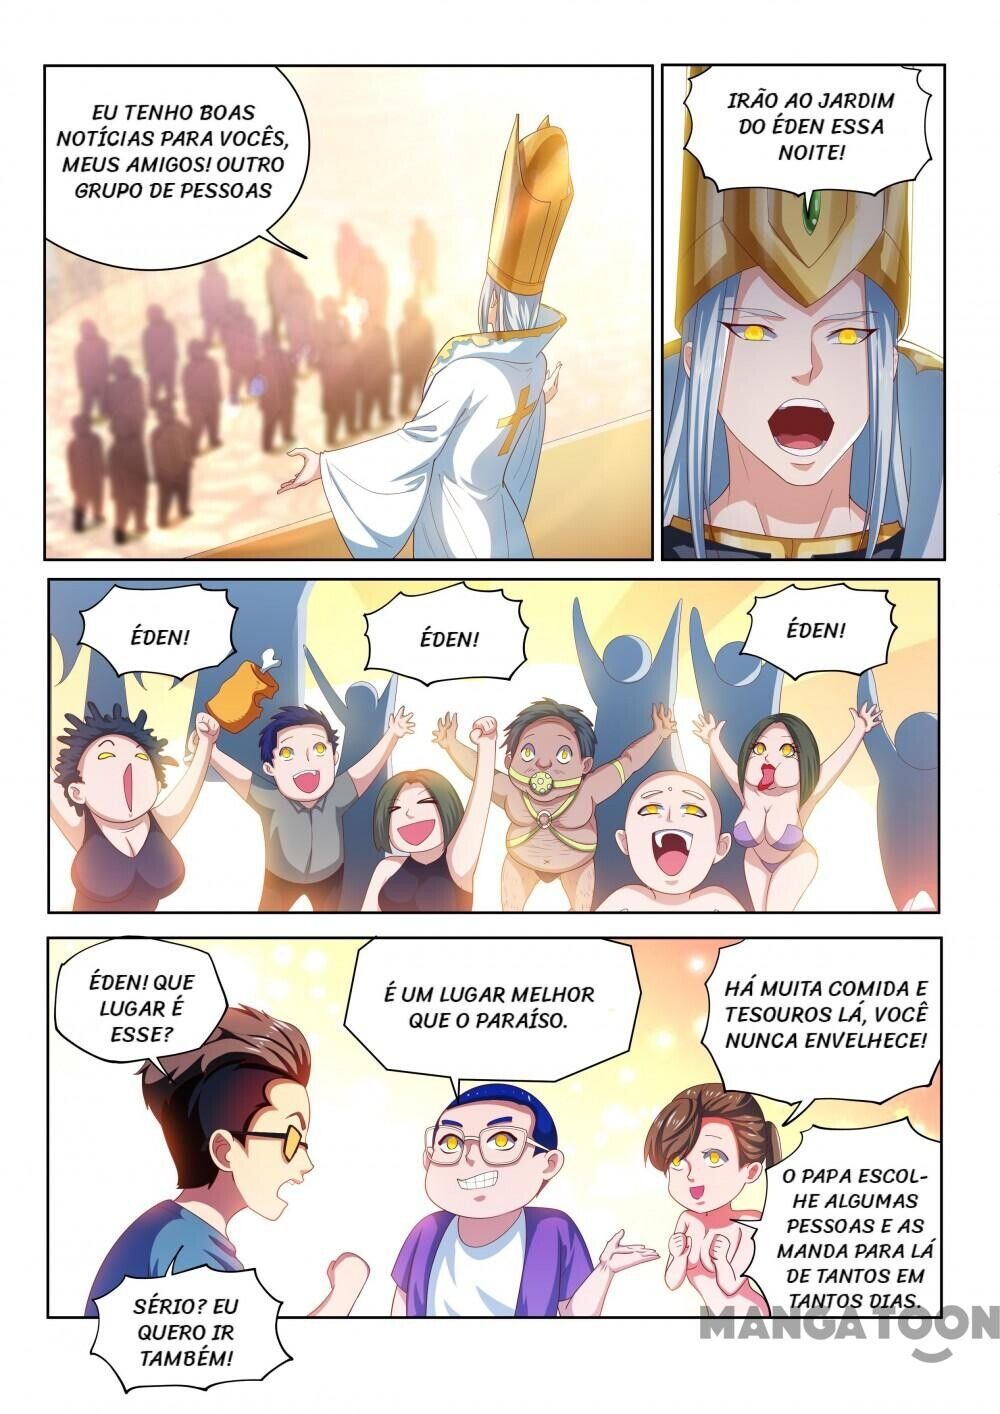 EU TENHO BOAS
NOTÍCIAS PARA VOCÊS,
MEUS AMIGOS! OUTRO
GRUPO DE PESSOAS
IRÃO AO JARDIM
DO ÉDEN ESSA
NOITE!
ÉDEN!
ÉDEN!
ÉDEN!
ÉDEN! QUE
LUGAR É
ESSE?
É UM LUGAR MELHOR
QUE O PARAÍSO.
HÁ MUITA COMIDA E
TESOUROS LÁ, VOCÊ
NUNCA ENVELHECE!
O PAPA ESCOL-
HE ALGUMAS
PESSOAS E AS
MANDA PARA LÁ
DE TANTOS EM
TANTOS DIAS.
SÉRIO? EU
QUERO IR
TAMBÉM!
MANGATOON